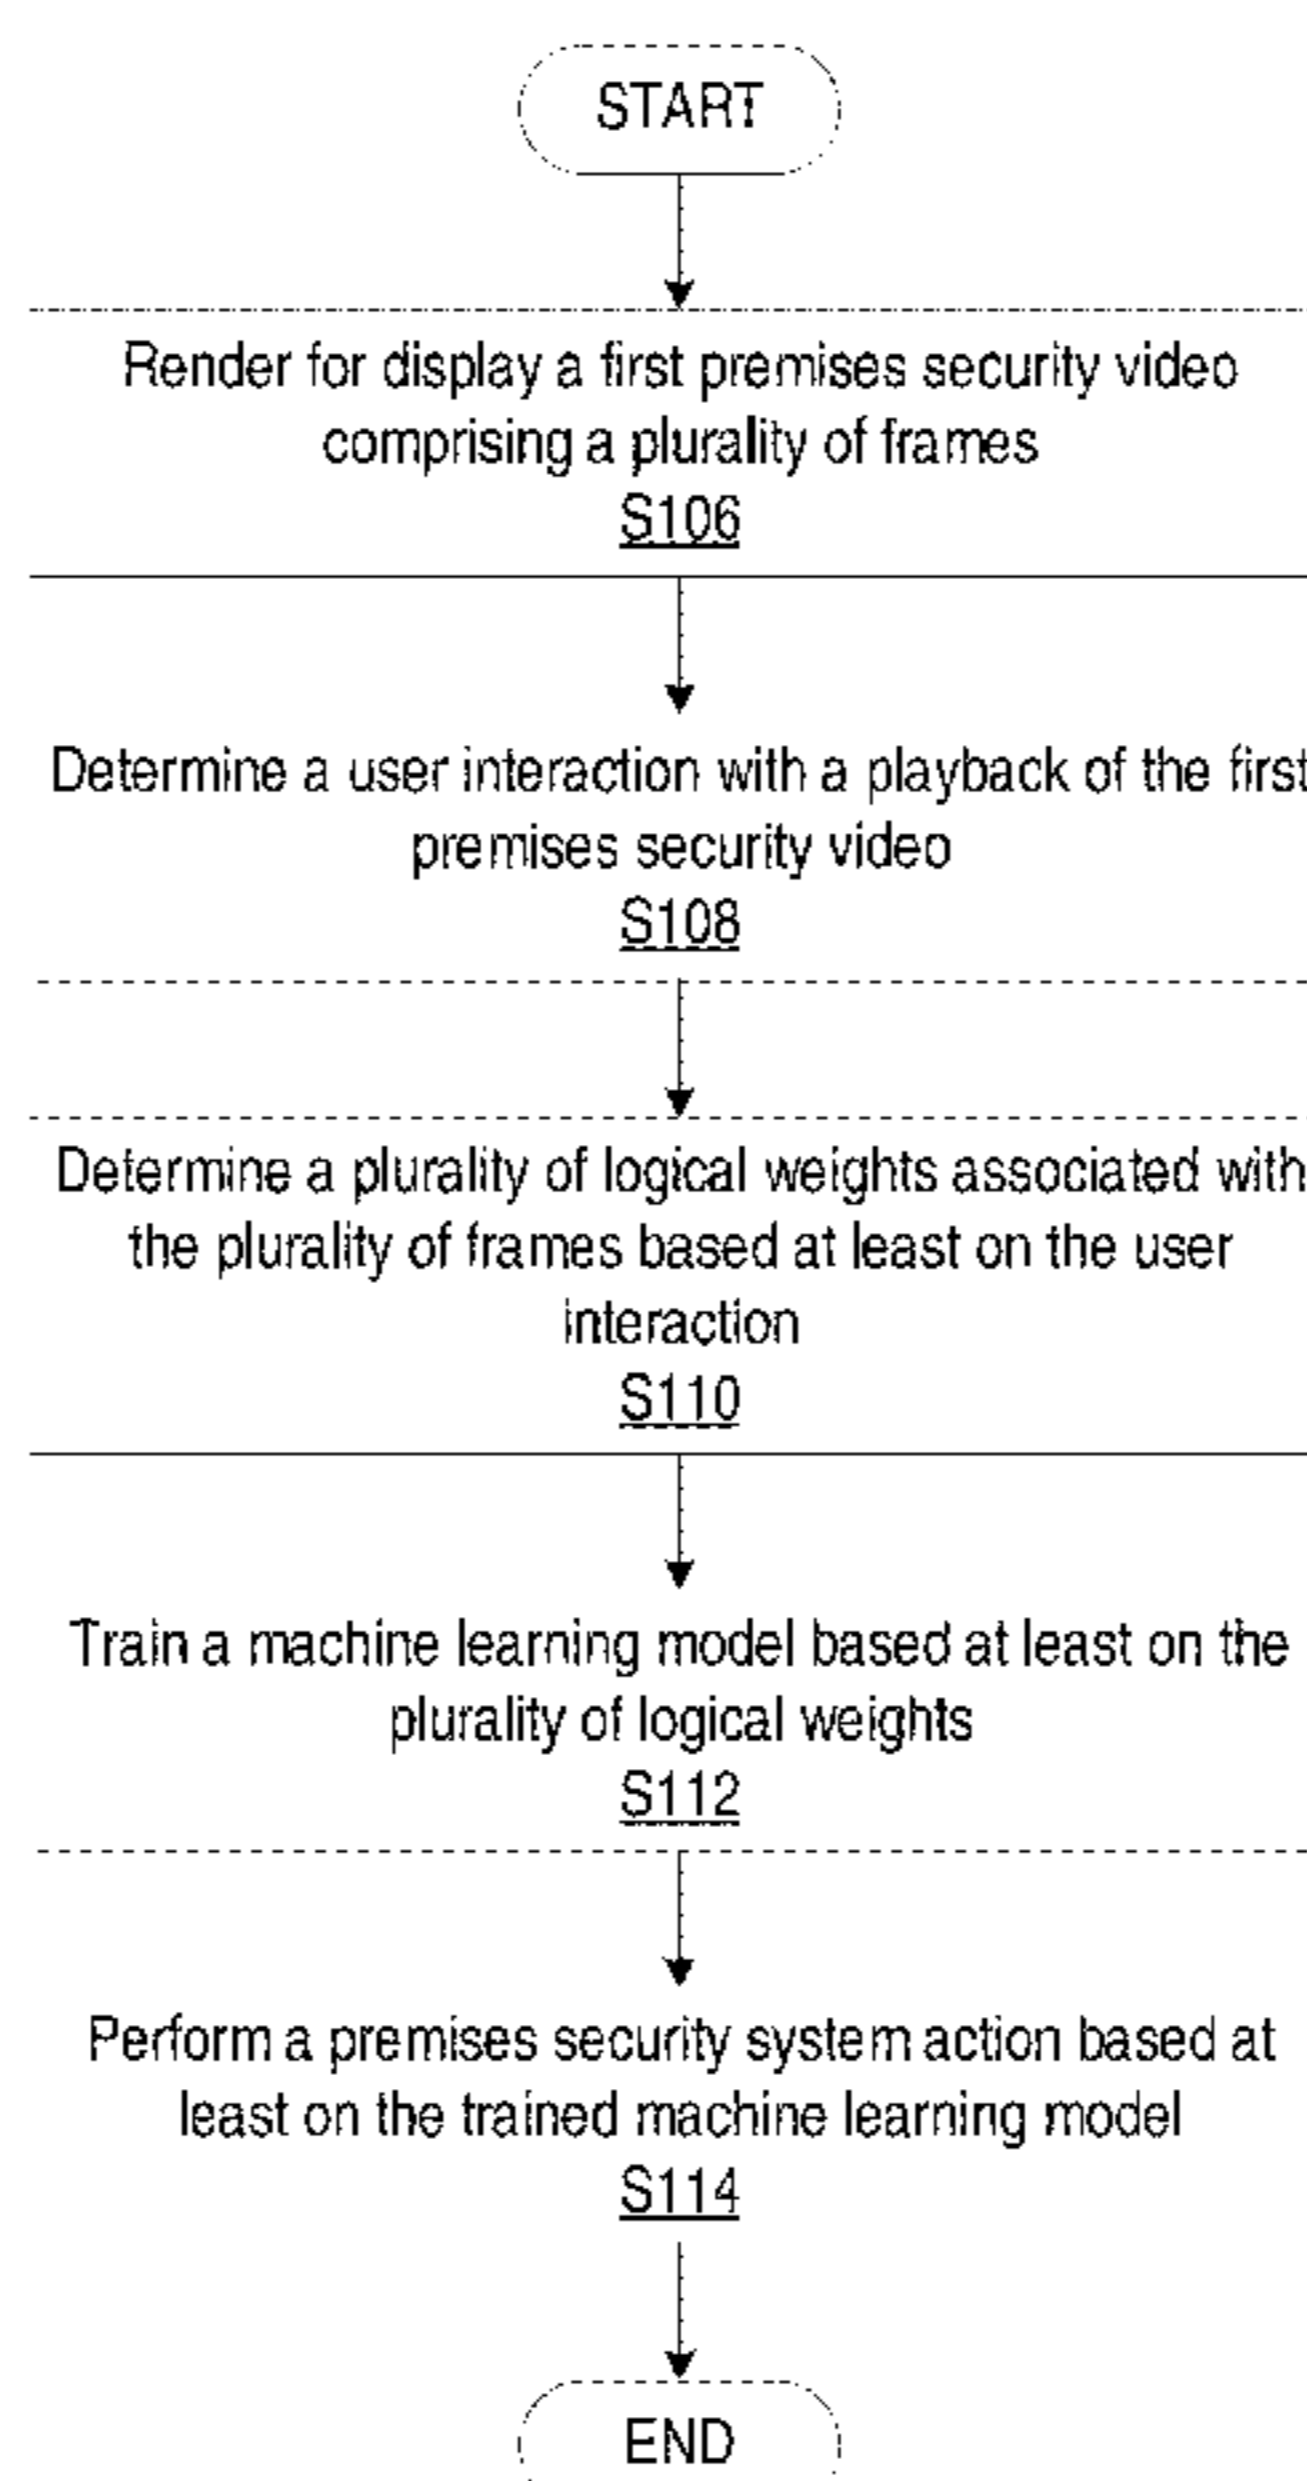 START
Render for display a first premises security video
comprising a plurality of frames
S106
Determine a user interaction with a playback of the first
premises security video
S108
Determine a plurality of logical weights associated with
the plurality of frames based at least on the user
interaction
S110
Train a machine learning model based at least on the
plurality of logical weights
S112
Perform a premises security system action based at
least on the trained machine learning model
S114
END